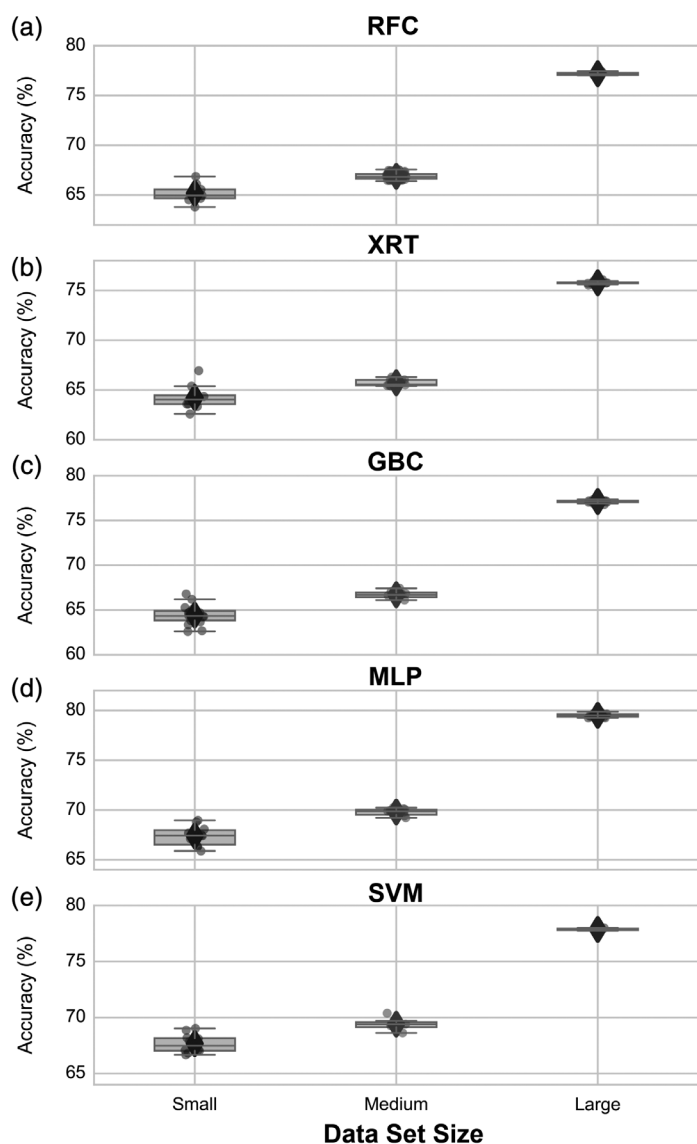 (a) RFC
Accuracy (%)
80
75
70
65
(b) XRT
Accuracy (%)
75
70
65
60
(c) GBC
Accuracy (%)
80
75
70
65
60
(d) MLP
Accuracy (%)
80
75
70
65
(e) SVM
Accuracy (%)
80
75
70
65
Small Medium Large
Data Set Size